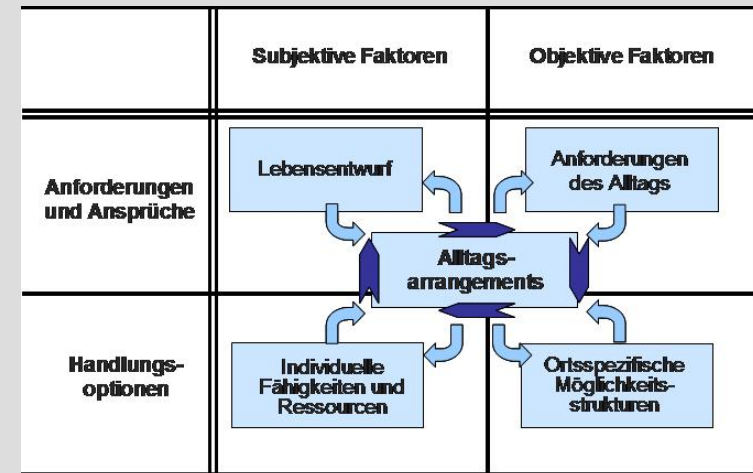 Subjektive Faktoren
Objektive Faktoren
Anforderungen
und Ansprüche
Lebensentwurf
Anforderungen
des Alltags
Alltags-
arrangements
Handlungs-
optionen
Individuelle
Fähigkeiten und
Ressourcen
Ortsspezifische
Möglichkeits-
strukturen